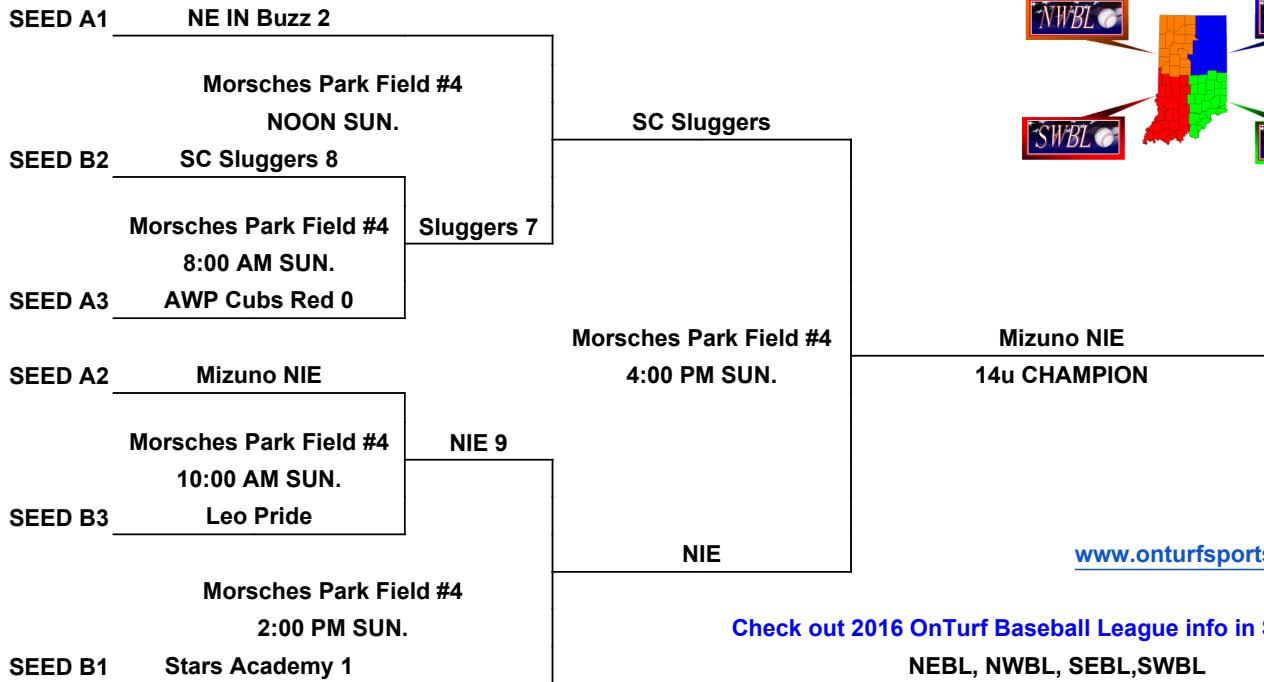 SEED A1 NE IN Buzz 2
NWBL
Morsches Park Field #4
NOON SUN.
SC Sluggers
SWBL
SEED B2 SC Sluggers 8
Morsches Park Field #4
Sluggers 7
8:00 AM SUN.
SEED A3 AWP Cubs Red 0
Morsches Park Field #4
Mizuno NIE
SEED A2 Mizuno NIE
4:00 PM SUN.
14u CHAMPION
Morsches Park Field #4
NIE 9
10:00 AM SUN.
SEED B3 Leo Pride
NIE
www.onturfsports
Morsches Park Field #4
2:00 PM SUN.
Check out 2016 OnTurf Baseball League info in
SEED B1 Stars Academy 1
NEBL, NWBL, SEBL,SWBL